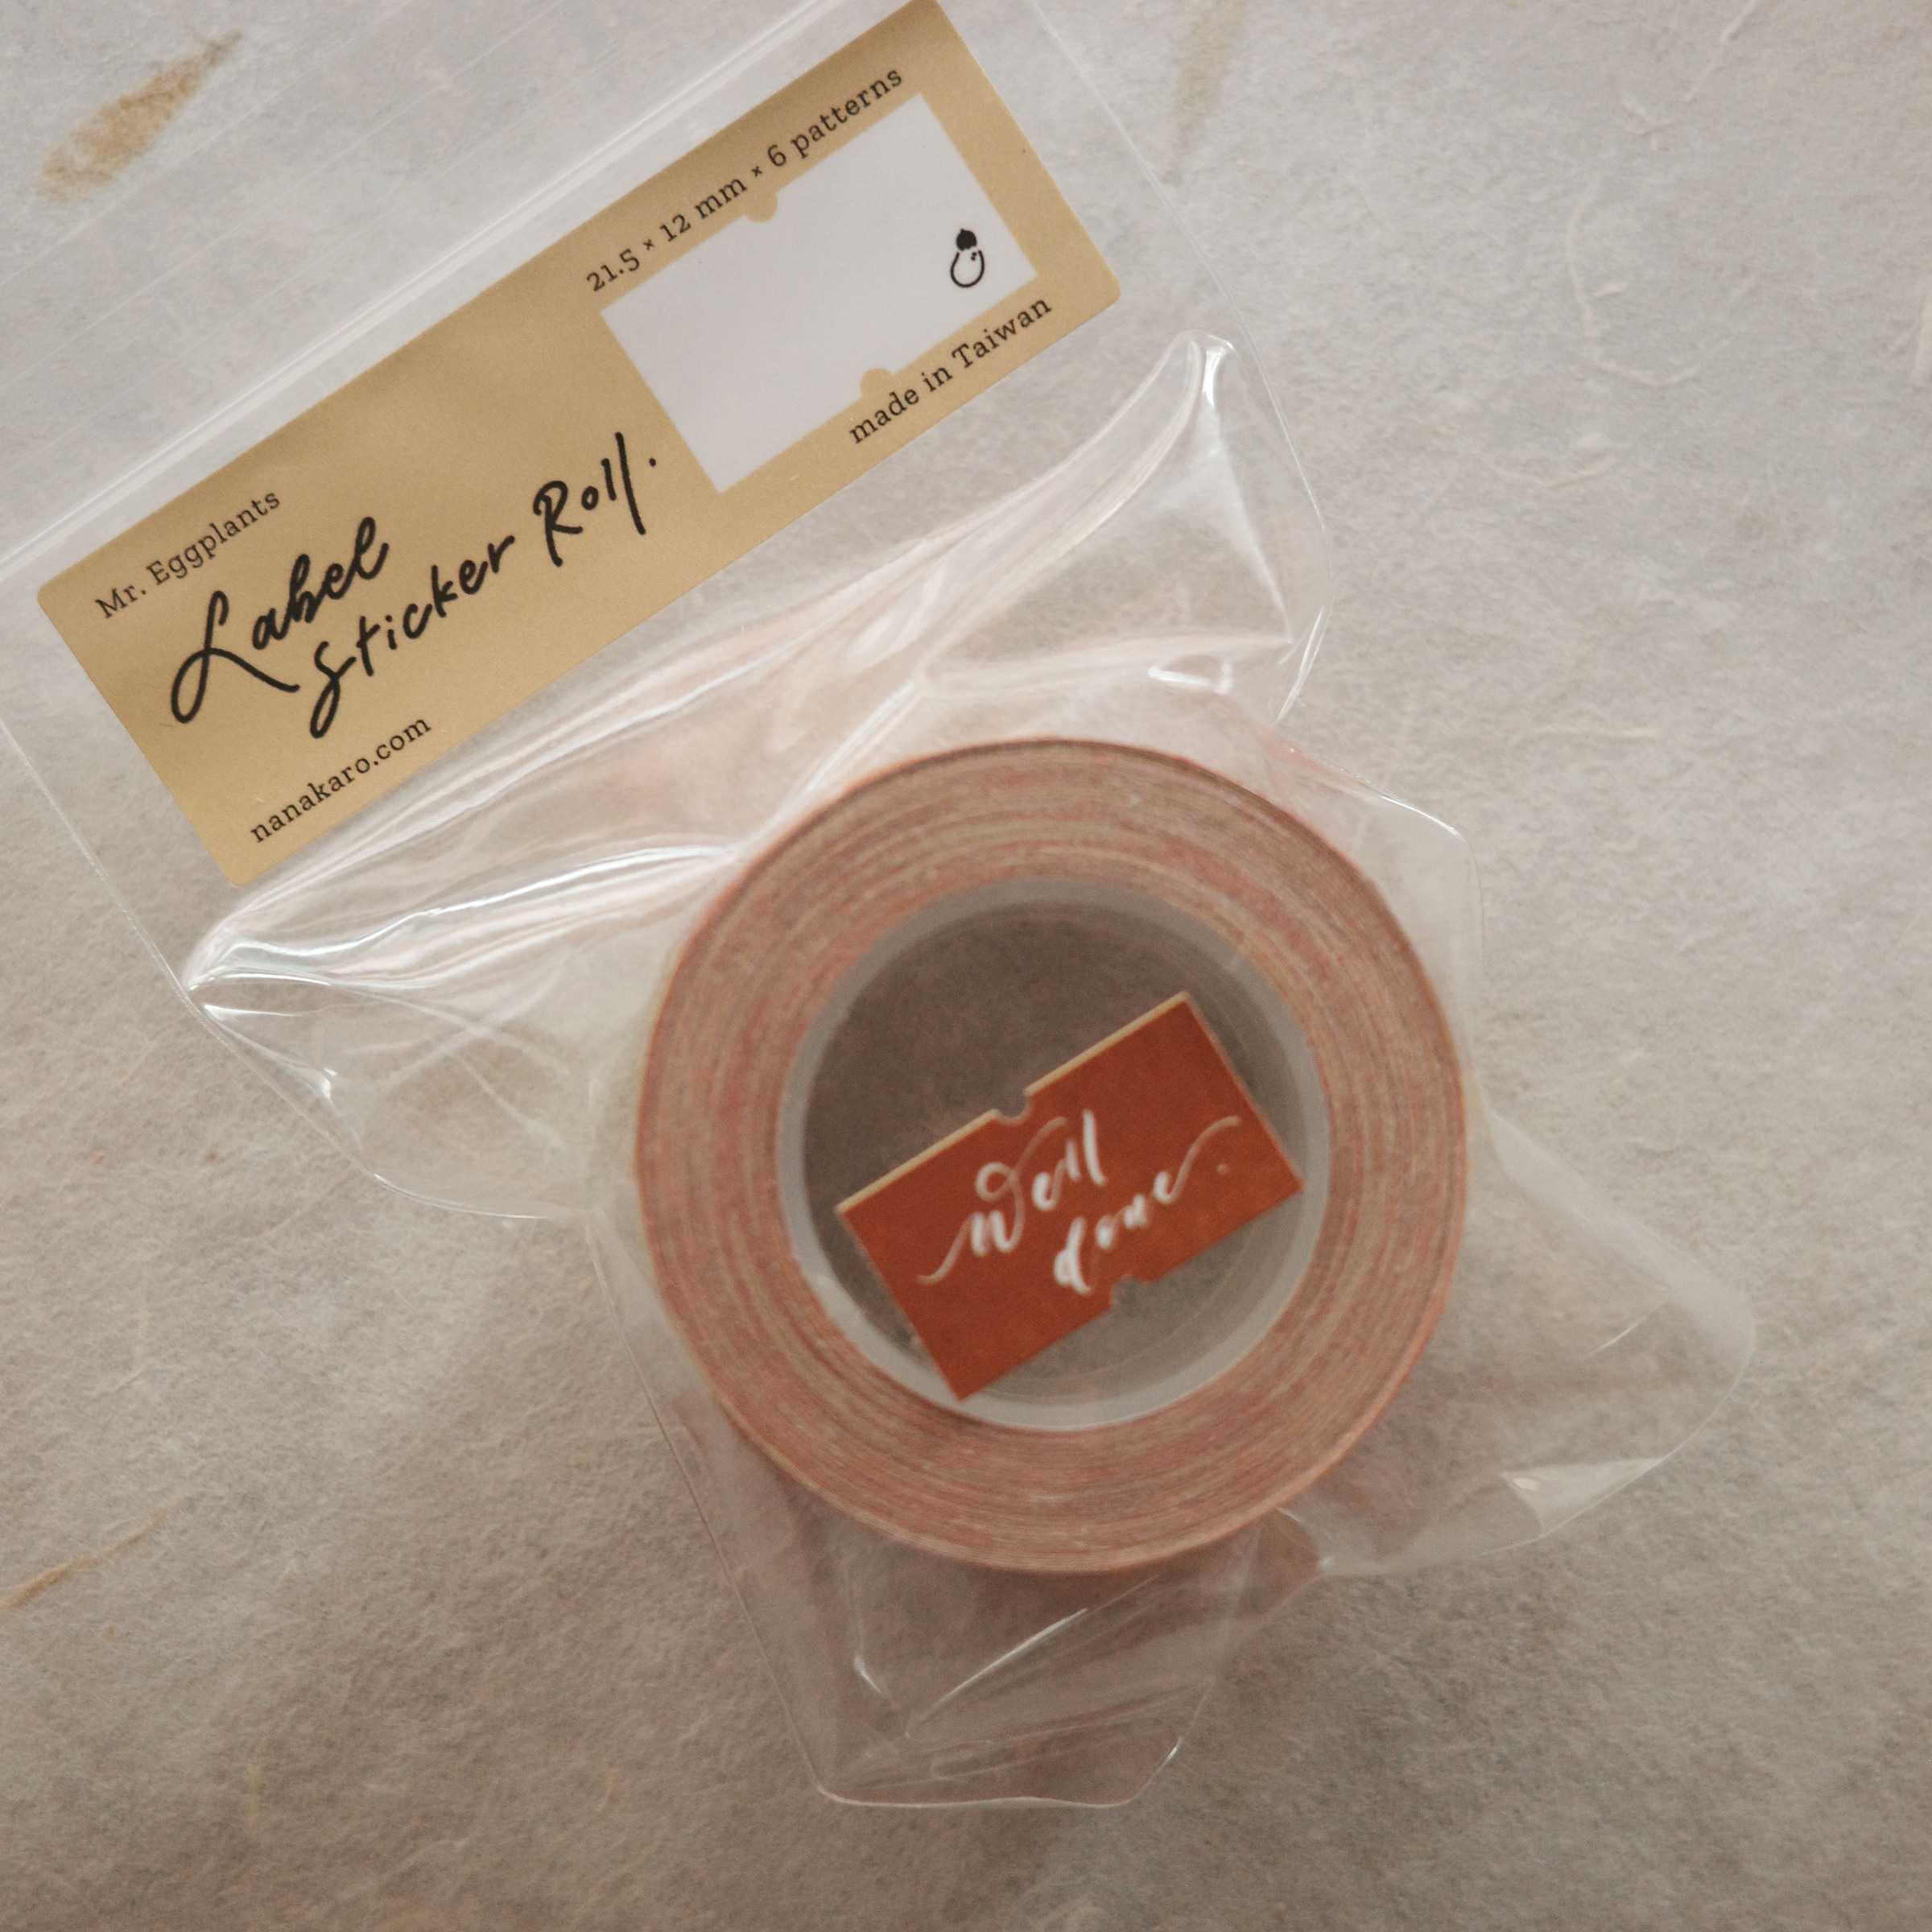 Mr. Eggplants
Label
Sticker Roll.
nanakaro.com
21.5 × 12 mm × 6 patterns
made in Taiwan
Well
done.